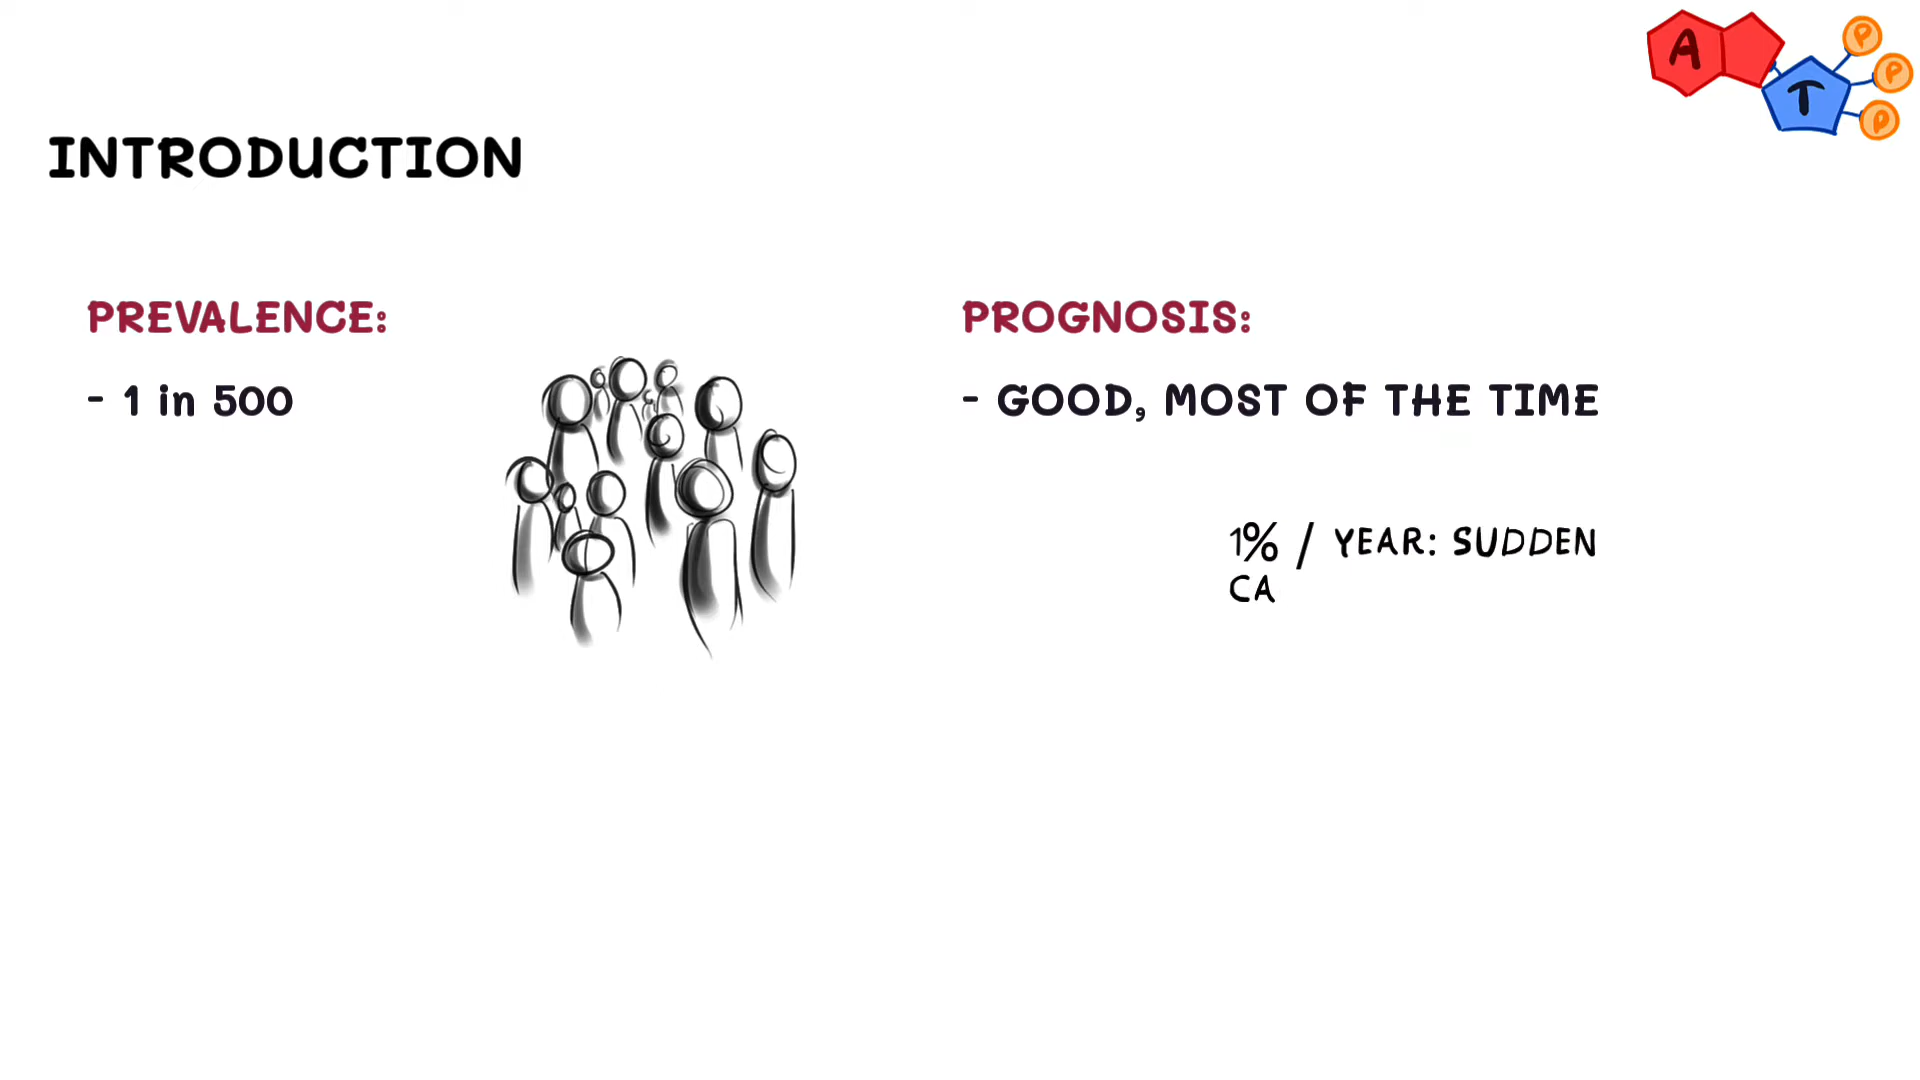 A T P P P
INTRODUCTION
PREVALENCE:
- 1 in 500
PROGNOSIS:
- GOOD, MOST OF THE TIME
1% / YEAR: SUDDEN
CA